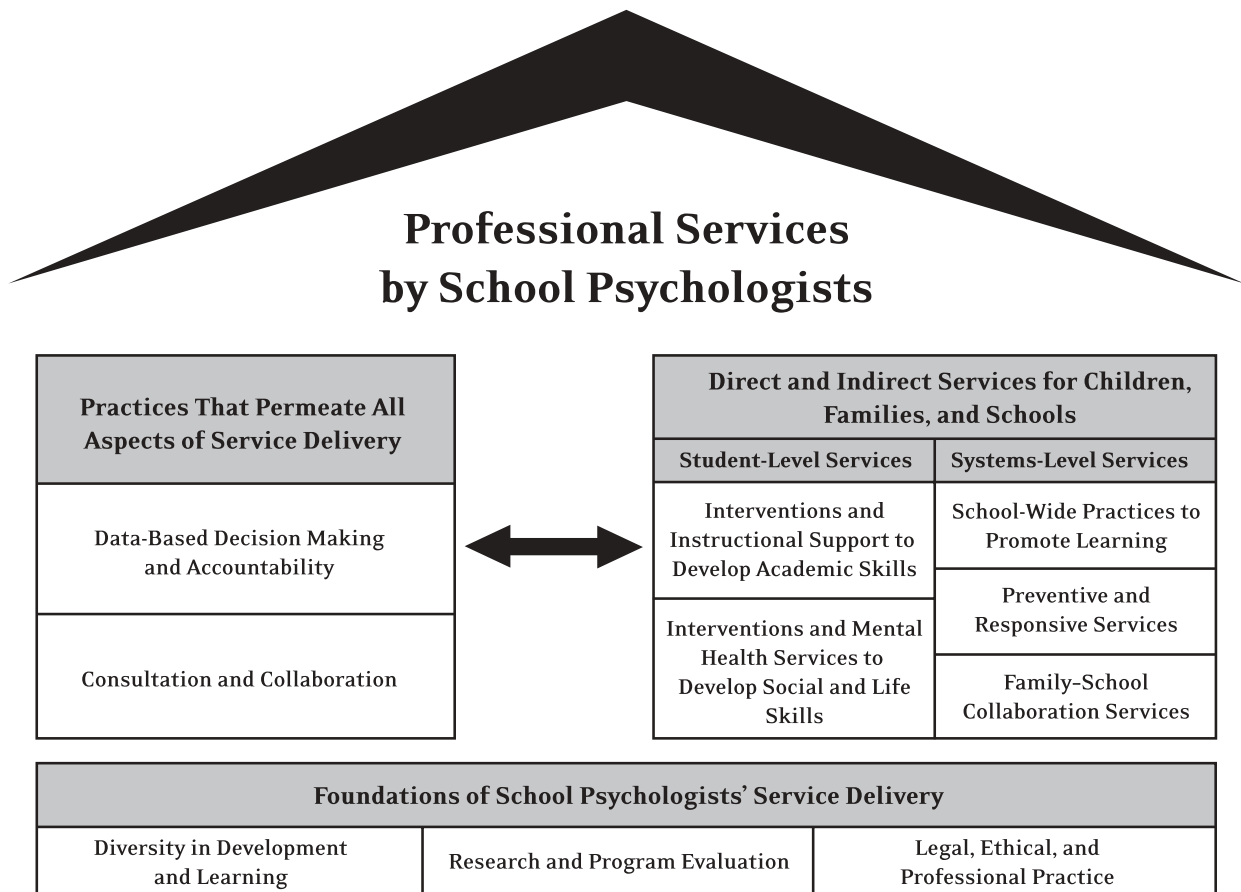 Professional Services
by School Psychologists
Practices That Permeate All
Aspects of Service Delivery
Data-Based Decision Making
and Accountability
Consultation and Collaboration
Direct and Indirect Services for Children,
Families, and Schools
Student-Level Services
Interventions and
Instructional Support to
Develop Academic Skills
Interventions and Mental
Health Services to
Develop Social and Life
Skills
Systems-Level Services
School-Wide Practices to
Promote Learning
Preventive and
Responsive Services
Family–School
Collaboration Services
Foundations of School Psychologists’ Service Delivery
Diversity in Development
and Learning
Research and Program Evaluation
Legal, Ethical, and
Professional Practice